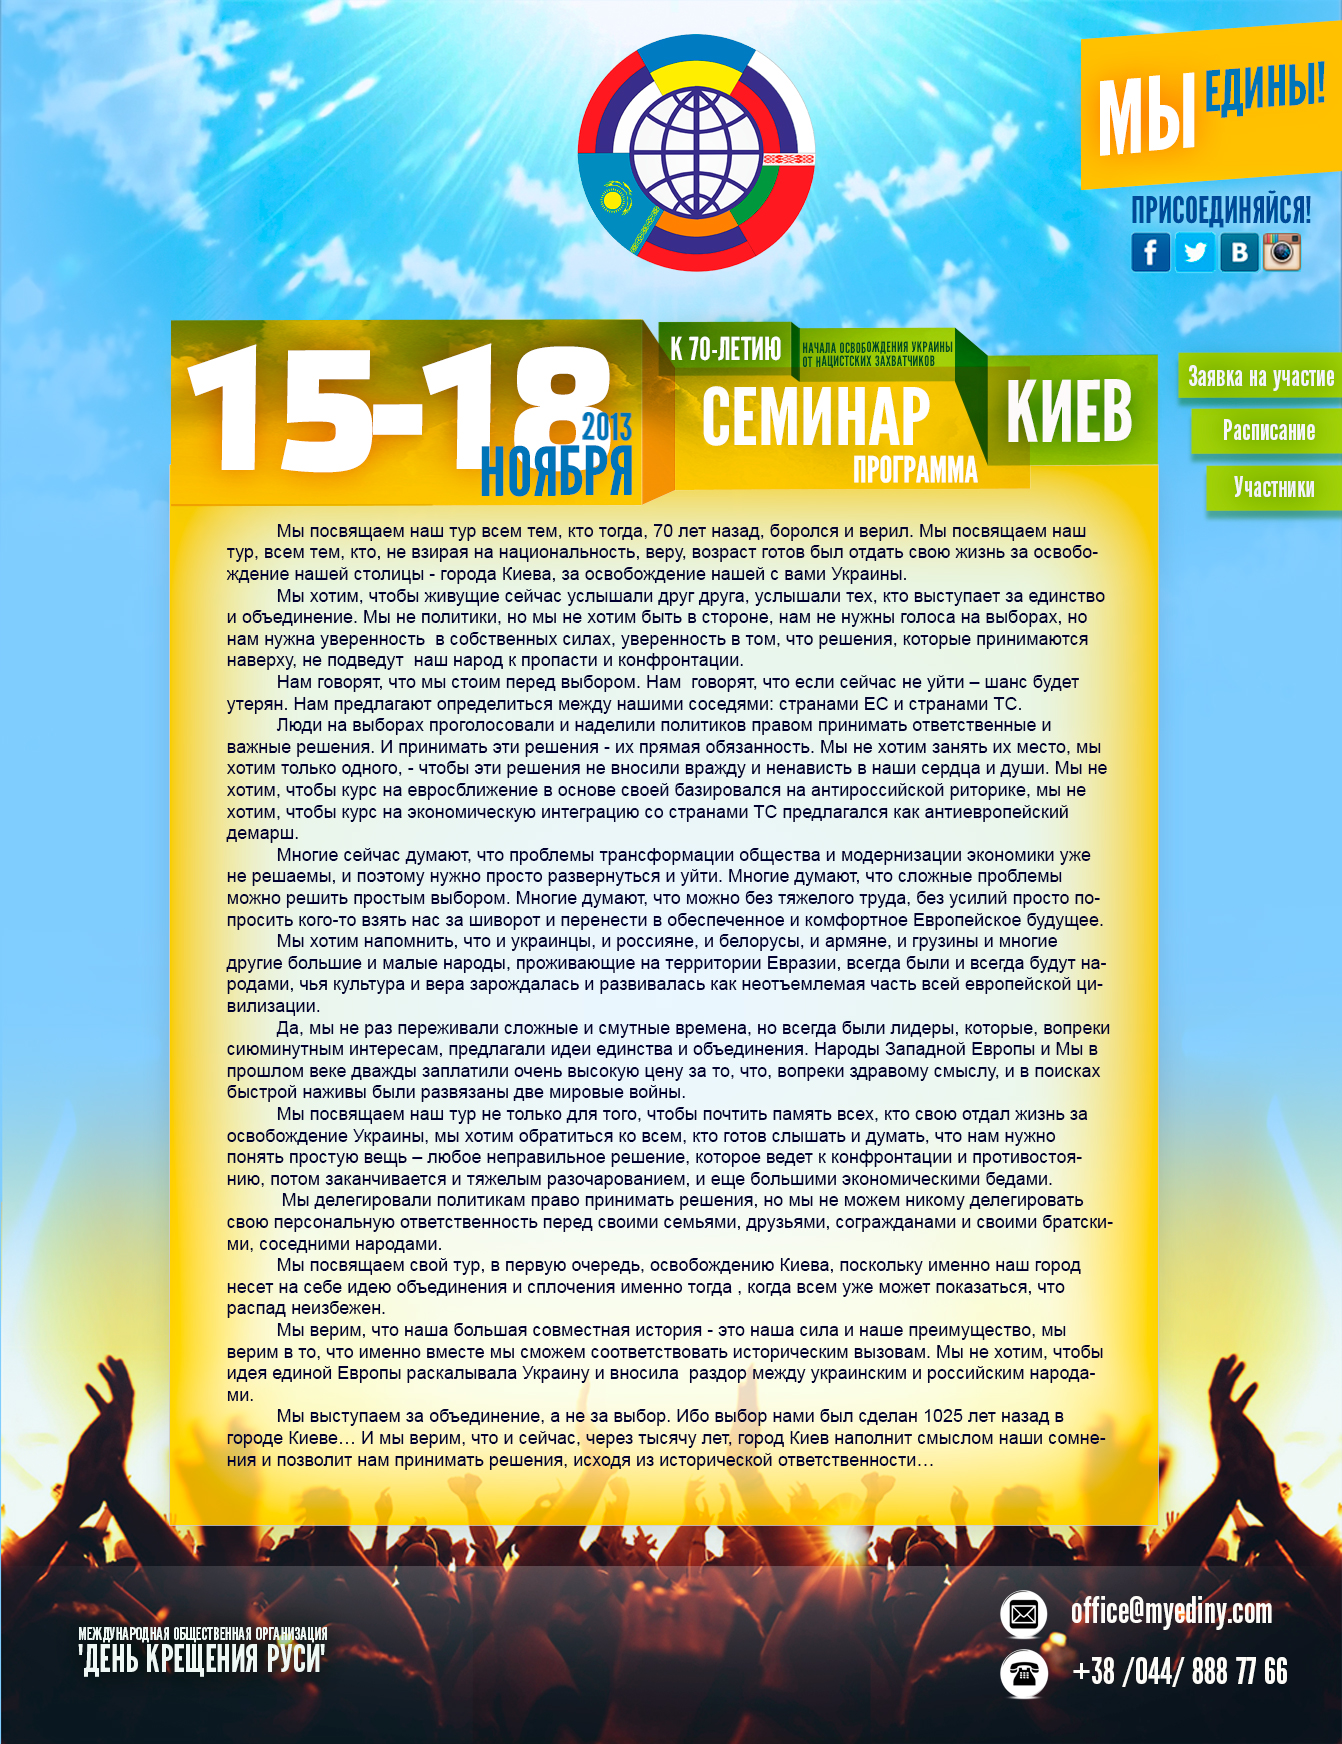 МЫ ЕДИНЫ!
ПРИСОЕДИНЯЙСЯ!
15-18
2013
НОЯБРЯ
К 70-ЛЕТИЮ
НАЧАЛА ОСВОБОЖДЕНИЯ УКРАИНЫ
ОТ НАЦИСТСКИХ ЗАХВАТЧИКОВ
СЕМИНАР
ПРОГРАММА
КИЕВ
Заявка на участие
Расписание
Участники
Мы посвящаем наш тур всем тем, кто тогда, 70 лет назад, боролся и верил. Мы посвящаем наш
тур, всем тем, кто, не взирая на национальность, веру, возраст готов был отдать свою жизнь за освобо-
ждение нашей столицы - города Киева, за освобождение нашей с вами Украины.
Мы хотим, чтобы живущие сейчас услышали друг друга, услышали тех, кто выступает за единство
и объединение. Мы не политики, но мы не хотим быть в стороне, нам не нужны голоса на выборах, но
нам нужна уверенность  в собственных силах, уверенность в том, что решения, которые принимаются
наверху, не подведут  наш народ к пропасти и конфронтации.
Нам говорят, что мы стоим перед выбором. Нам  говорят, что если сейчас не уйти – шанс будет
утерян. Нам предлагают определиться между нашими соседями: странами ЕС и странами ТС.
Люди на выборах проголосовали и наделили политиков правом принимать ответственные и
важные решения. И принимать эти решения - их прямая обязанность. Мы не хотим занять их место, мы
хотим только одного, - чтобы эти решения не вносили вражду и ненависть в наши сердца и души. Мы не
хотим, чтобы курс на евросближение в основе своей базировался на антироссийской риторике, мы не
хотим, чтобы курс на экономическую интеграцию со странами ТС предлагался как антиевропейский
демарш.
Многие сейчас думают, что проблемы трансформации общества и модернизации экономики уже
не решаемы, и поэтому нужно просто развернуться и уйти. Многие думают, что сложные проблемы
можно решить простым выбором. Многие думают, что можно без тяжелого труда, без усилий просто по-
просить кого-то взять нас за шиворот и перенести в обеспеченное и комфортное Европейское будущее.
Мы хотим напомнить, что и украинцы, и россияне, и белорусы, и армяне, и грузины и многие
другие большие и малые народы, проживающие на территории Евразии, всегда были и всегда будут на-
родами, чья культура и вера зарождалась и развивалась как неотъемлемая часть всей европейской ци-
вилизации.
Да, мы не раз переживали сложные и смутные времена, но всегда были лидеры, которые, вопреки
сиюминутным интересам, предлагали идеи единства и объединения. Народы Западной Европы и Мы в
прошлом веке дважды заплатили очень высокую цену за то, что, вопреки здравому смыслу, и в поисках
быстрой наживы были развязаны две мировые войны.
Мы посвящаем наш тур не только для того, чтобы почтить память всех, кто свою отдал жизнь за
освобождение Украины, мы хотим обратиться ко всем, кто готов слышать и думать, что нам нужно
понять простую вещь – любое неправильное решение, которое ведет к конфронтации и противостоя-
нию, потом заканчивается и тяжелым разочарованием, и еще большими экономическими бедами.
Мы делегировали политикам право принимать решения, но мы не можем никому делегировать
свою персональную ответственность перед своими семьями, друзьями, согражданами и своими братски-
ми, соседними народами.
Мы посвящаем свой тур, в первую очередь, освобождению Киева, поскольку именно наш город
несет на себе идею объединения и сплочения именно тогда , когда всем уже может показаться, что
распад неизбежен.
Мы верим, что наша большая совместная история - это наша сила и наше преимущество, мы
верим в то, что именно вместе мы сможем соответствовать историческим вызовам. Мы не хотим, чтобы
идея единой Европы раскалывала Украину и вносила  раздор между украинским и российским народа-
ми.
Мы выступаем за объединение, а не за выбор. Ибо выбор нами был сделан 1025 лет назад в
городе Киеве… И мы верим, что и сейчас, через тысячу лет, город Киев наполнит смыслом наши сомне-
ния и позволит нам принимать решения, исходя из исторической ответственности…
МЕЖДУНАРОДНАЯ ОБЩЕСТВЕННАЯ ОРГАНИЗАЦИЯ
"ДЕНЬ КРЕЩЕНИЯ РУСИ"
office@myediny.com
+38 /044/ 888 77 66